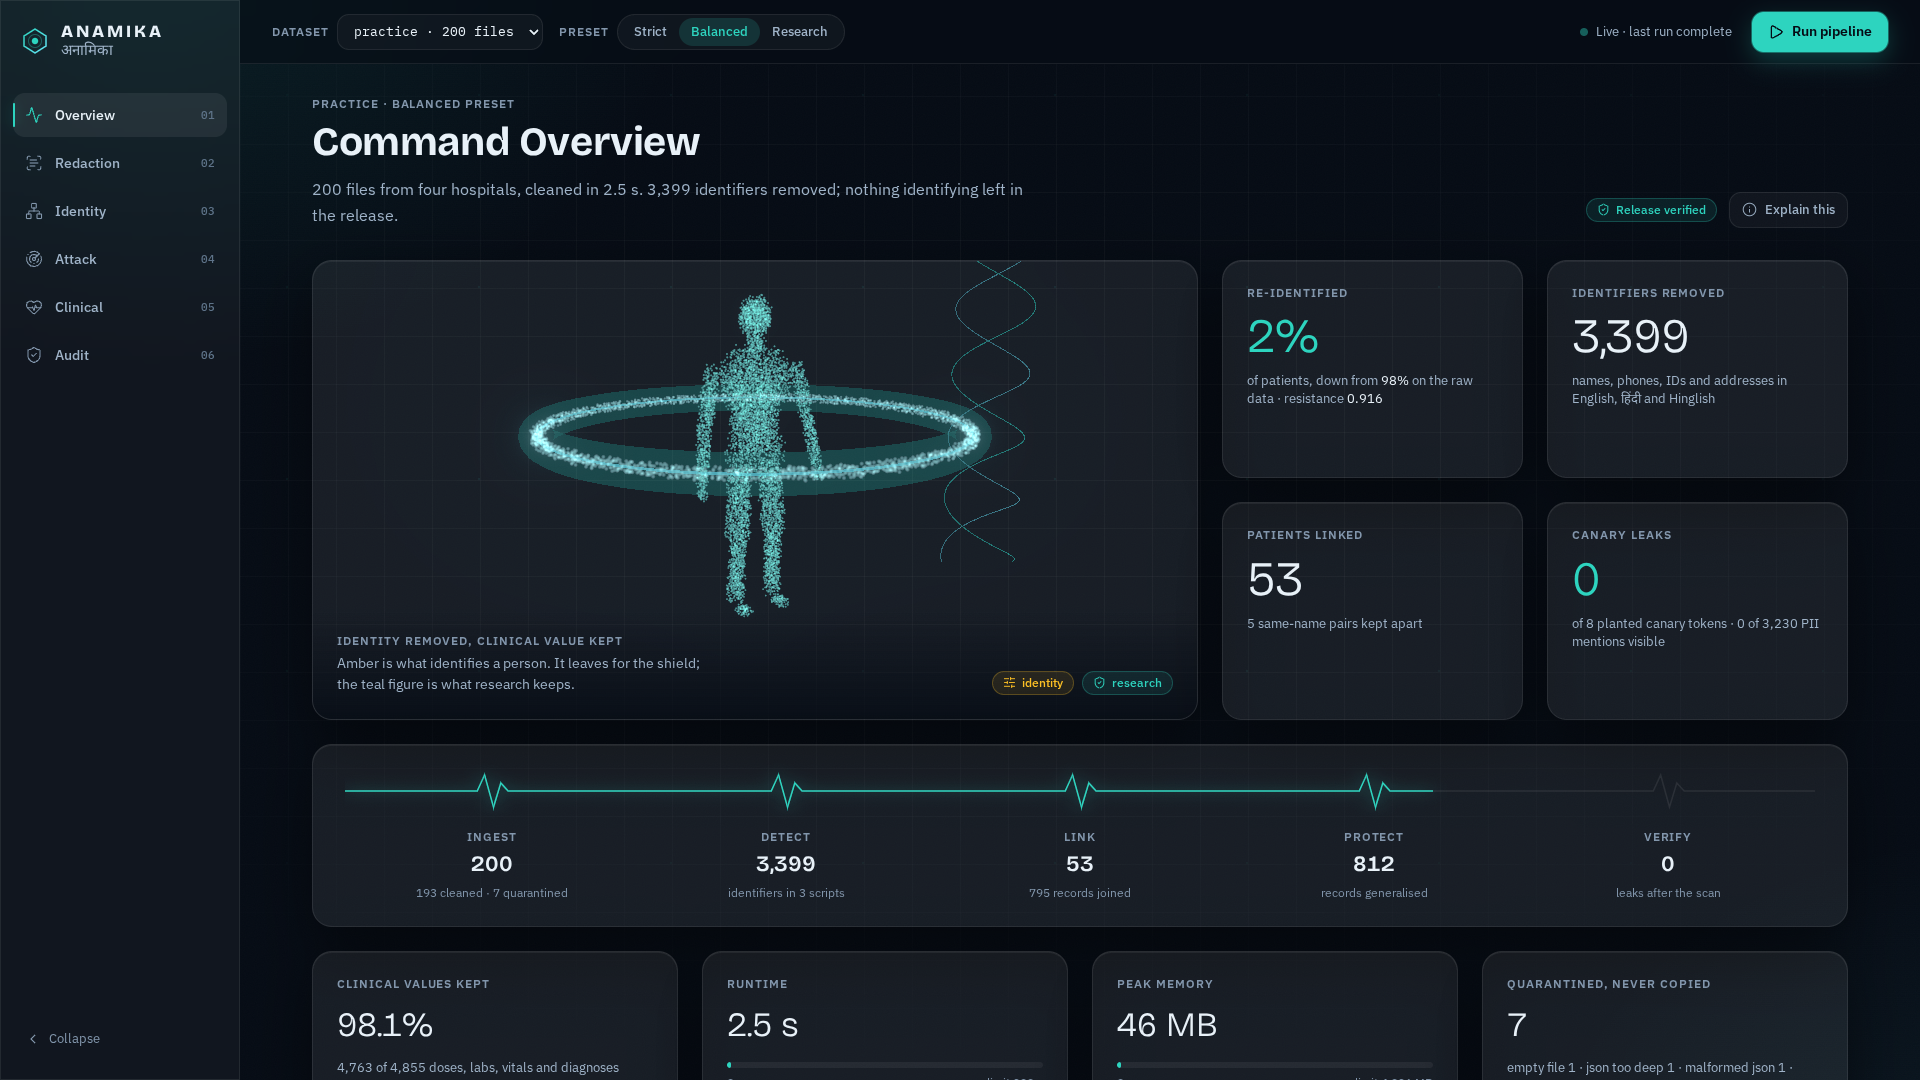 ANAMIKA
अनामिका
Overview 01
Redaction 02
Identity 03
Attack 04
Clinical 05
Audit 06
Collapse
DATASET practice · 200 files PRESET Strict Balanced Research
Live · last run complete Run pipeline
PRACTICE · BALANCED PRESET
Command Overview
200 files from four hospitals, cleaned in 2.5 s. 3,399 identifiers removed; nothing identifying left in
the release.
Release verified Explain this
IDENTITY REMOVED, CLINICAL VALUE KEPT
Amber is what identifies a person. It leaves for the shield;
the teal figure is what research keeps.
identity research
RE-IDENTIFIED
2%
of patients, down from 98% on the raw
data · resistance 0.916
IDENTIFIERS REMOVED
3,399
names, phones, IDs and addresses in
English, हिंदी and Hinglish
PATIENTS LINKED
53
5 same-name pairs kept apart
CANARY LEAKS
0
of 8 planted canary tokens · 0 of 3,230 PII
mentions visible
INGEST
200
193 cleaned · 7 quarantined
DETECT
3,399
identifiers in 3 scripts
LINK
53
795 records joined
PROTECT
812
records generalised
VERIFY
0
leaks after the scan
CLINICAL VALUES KEPT
98.1%
4,763 of 4,855 doses, labs, vitals and diagnoses
RUNTIME
2.5 s
PEAK MEMORY
46 MB
QUARANTINED, NEVER COPIED
7
empty file 1 · json too deep 1 · malformed json 1 ·